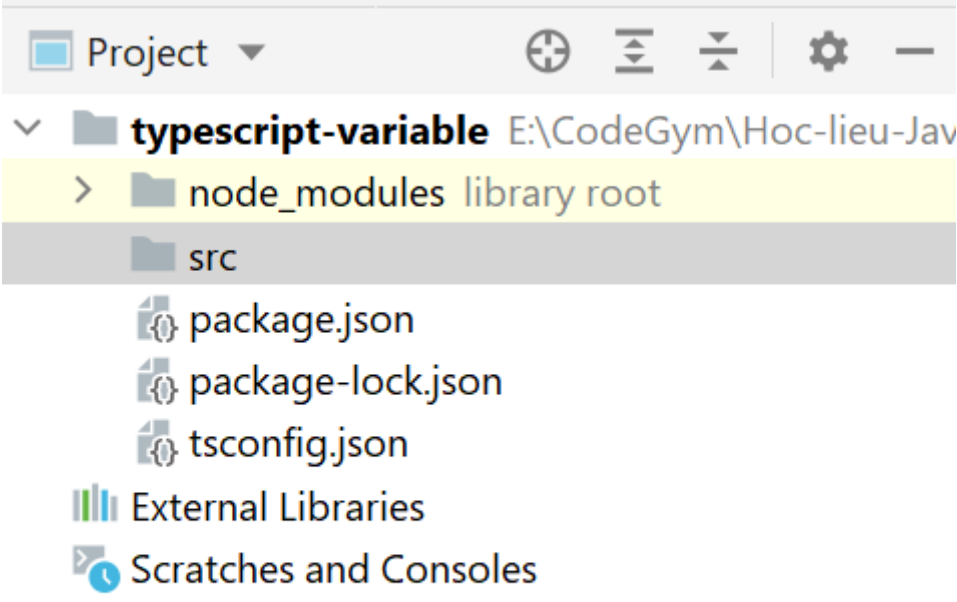 Project
typescript-variable E:\CodeGym\Hoc-lieu-Jav
node_modules library root
src
package.json
package-lock.json
tsconfig.json
External Libraries
Scratches and Consoles